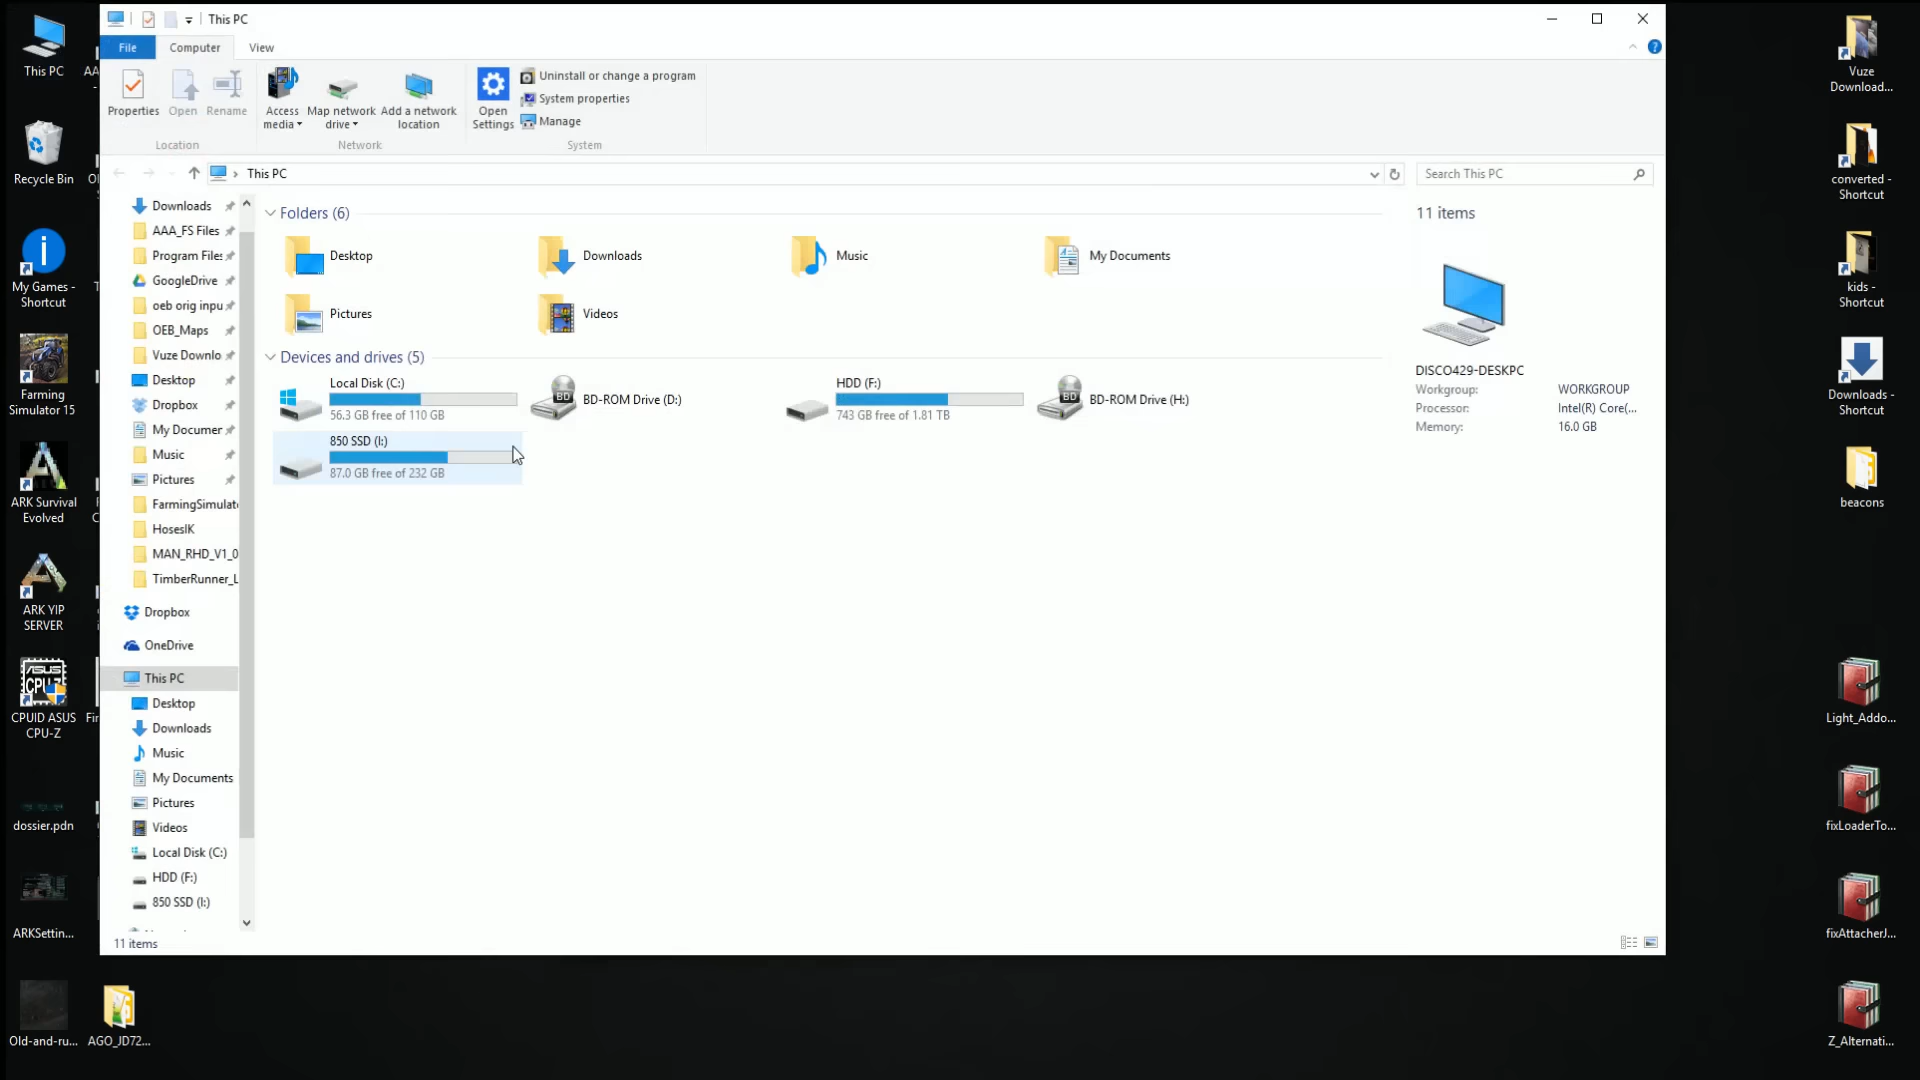 This PC
File
Computer
View
Properties
Open
Rename
Access media
Map network drive
Add a network location
Open Settings
Uninstall or change a program
System properties
Manage
Location
Network
System
This PC
Search This PC
Downloads
AAA_FS Files
Program Files
GoogleDrive
oeb orig inpu
OEB_Maps
Vuze Downlo
Desktop
Dropbox
My Documer
Music
Pictures
FarmingSimulato
HosesIK
MAN_RHD_V1_0
TimberRunner_L
Dropbox
OneDrive
This PC
Desktop
Downloads
Music
My Documents
Pictures
Videos
Local Disk (C:)
HDD (F:)
850 SSD (I:)
11 items
Folders (6)
Desktop
Downloads
Music
My Documents
Pictures
Videos
Devices and drives (5)
Local Disk (C:)
56.3 GB free of 110 GB
BD-ROM Drive (D:)
HDD (F:)
743 GB free of 1.81 TB
BD-ROM Drive (H:)
850 SSD (I:)
87.0 GB free of 232 GB
11 items
DISCO429-DESKPC
Workgroup: WORKGROUP
Processor: Intel(R) Core(...
Memory: 16.0 GB
This PC
Recycle Bin
My Games -
Shortcut
Farming
Simulator 15
ARK Survival
Evolved
ARK YIP
SERVER
CPUID ASUS
CPU-Z
dossier.pdn
ARKSettin...
Old-and-ru...
AGO_JD72...
Vuze
Download...
converted -
Shortcut
kids -
Shortcut
Downloads -
Shortcut
beacons
Light_Addo...
fixLoaderTo...
fixAttacherJ...
Z_Alternati...